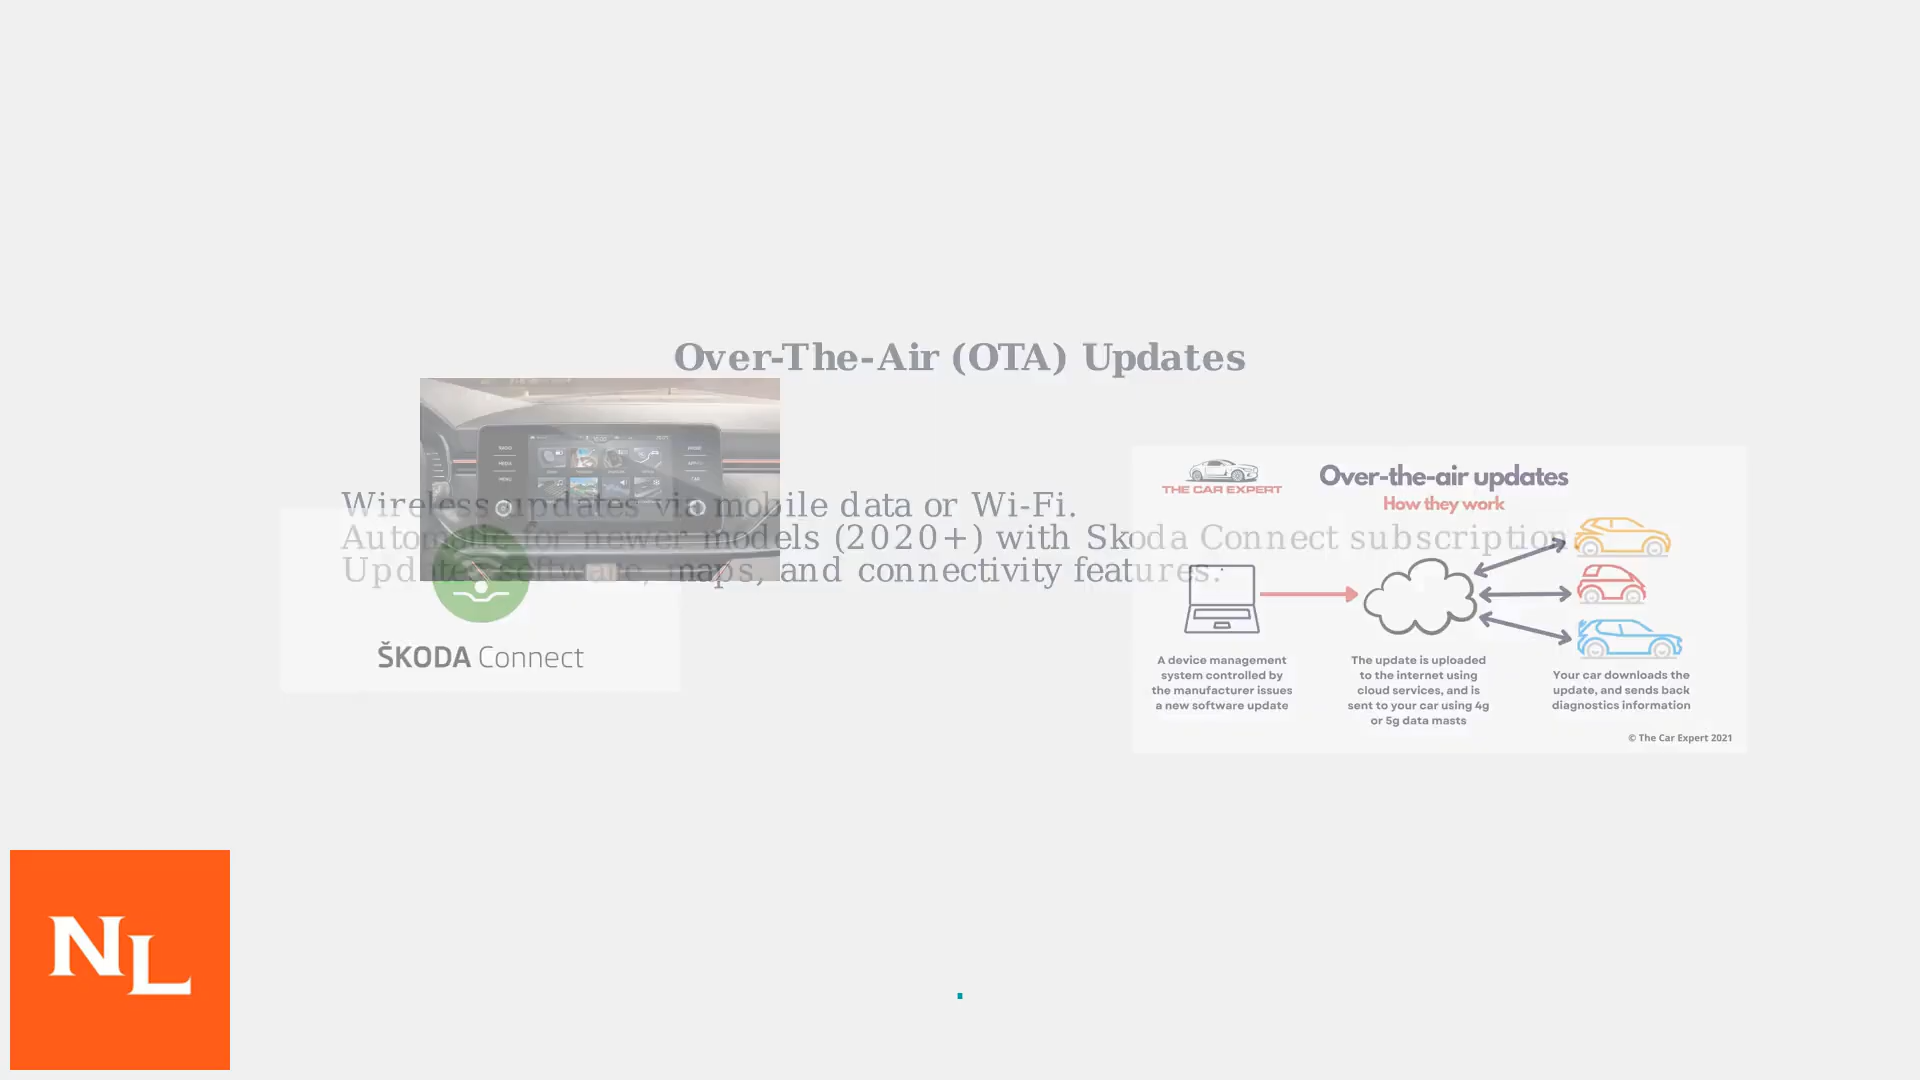 Over-The-Air (OTA) Updates
Wireless updates via mobile data or Wi-Fi.
Automatic for newer models (2020+) with Skoda Connect subscription.
Updates software, maps, and connectivity features.
ŠKODA Connect
THE CAR EXPERT
Over-the-air updates
How they work
A device management
system controlled by
the manufacturer issues
a new software update
The update is uploaded
to the internet using
cloud services, and is
sent to your car using 4g
or 5g data masts
Your car downloads the
update, and sends back
diagnostics information
© The Car Expert 2021
NL
.